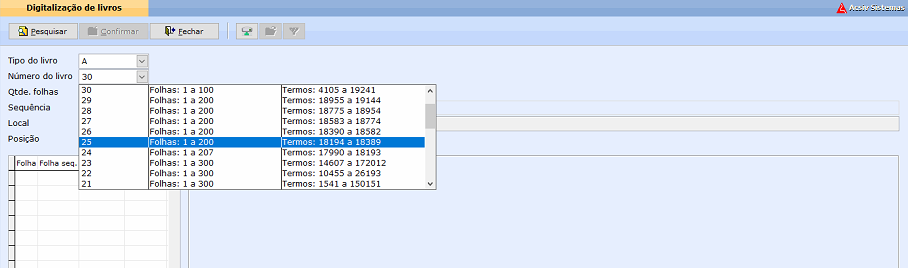 Digitalização de livros
Acsiv Sistemas
Pesquisar Confirmar Fechar
Tipo do livro A
Número do livro 30
Qtde. folhas
Sequência
Local
Posição
30 Folhas: 1 a 100 Termos: 4105 a 19241
29 Folhas: 1 a 200 Termos: 18955 a 19144
28 Folhas: 1 a 200 Termos: 18775 a 18954
27 Folhas: 1 a 200 Termos: 18583 a 18774
26 Folhas: 1 a 200 Termos: 18390 a 18582
25 Folhas: 1 a 200 Termos: 18194 a 18389
24 Folhas: 1 a 207 Termos: 17990 a 18193
23 Folhas: 1 a 300 Termos: 14607 a 172012
22 Folhas: 1 a 300 Termos: 10455 a 26193
21 Folhas: 1 a 300 Termos: 1541 a 150151
Folha Folha seq.